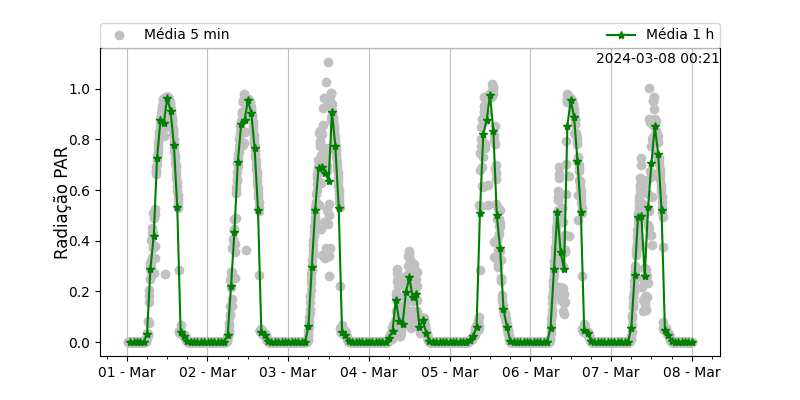 Média 5 min
Média 1 h
2024-03-08 00:21
Radiação PAR
1.0
0.8
0.6
0.4
0.2
0.0
01 - Mar
02 - Mar
03 - Mar
04 - Mar
05 - Mar
06 - Mar
07 - Mar
08 - Mar